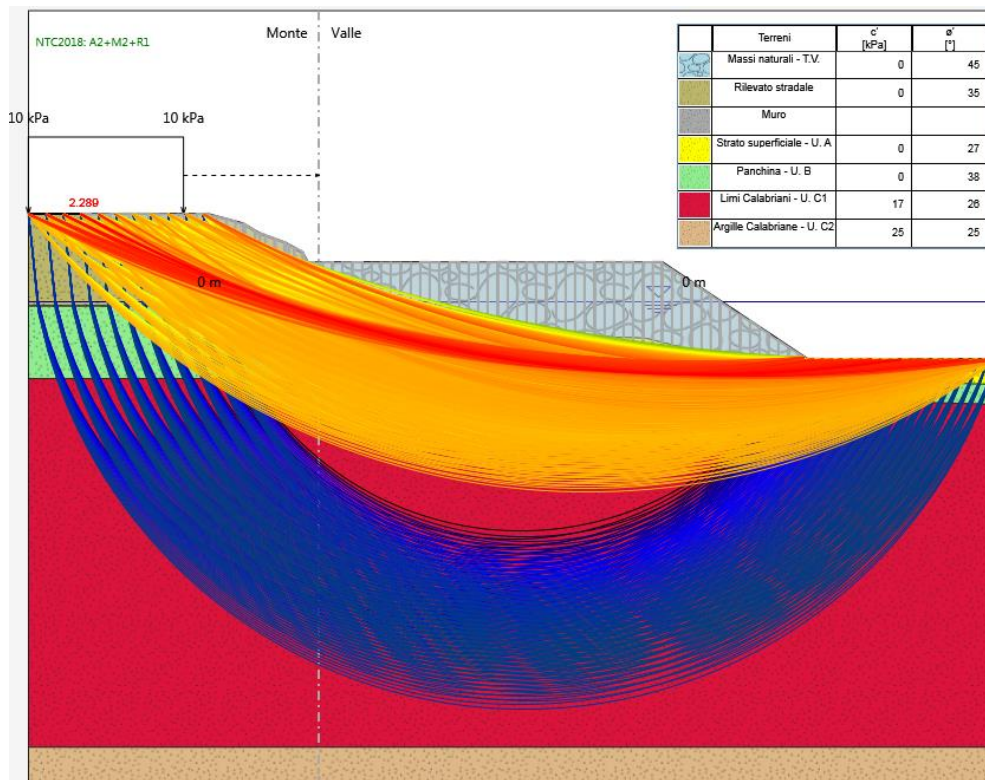 Monte Valle
NTC2018: A2+M2+R1
10 kPa 10 kPa
2.289
0 m 0 m
Terreni c' [kPa] ø' [°]
Massi naturali - T.V. 0 45
Rilevato stradale 0 35
Muro
Strato superficiale - U. A 0 27
Panchina - U. B 0 38
Limi Calabriani - U. C1 17 26
Argille Calabriane - U. C2 25 25